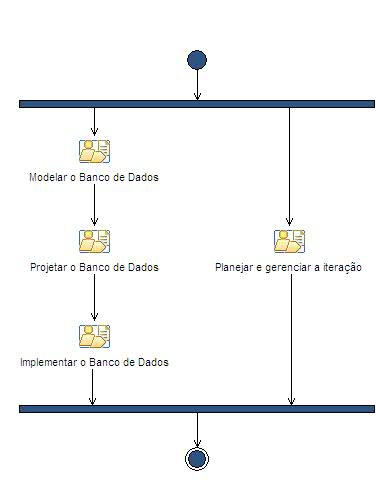 Modelar o Banco de Dados
Projetar o Banco de Dados
Planejar e gerenciar a iteração
Implementar o Banco de Dados